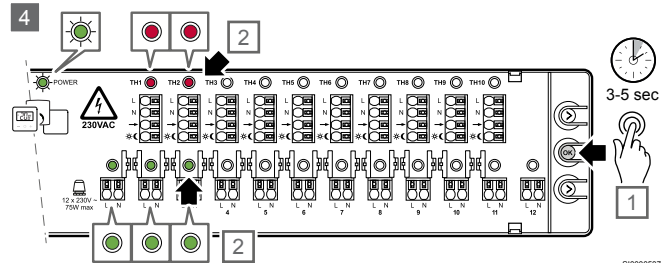 4
2
POWER
TH1 TH2 TH3 TH4 TH5 TH6 TH7 TH8 TH9 TH10
3-5 sec
L
N
230VAC
OK
1
12 x 230V ~
75W max
L N L N L N L N L N L N L N L N L N L N
4 5 6 7 8 9 10 11 12
2